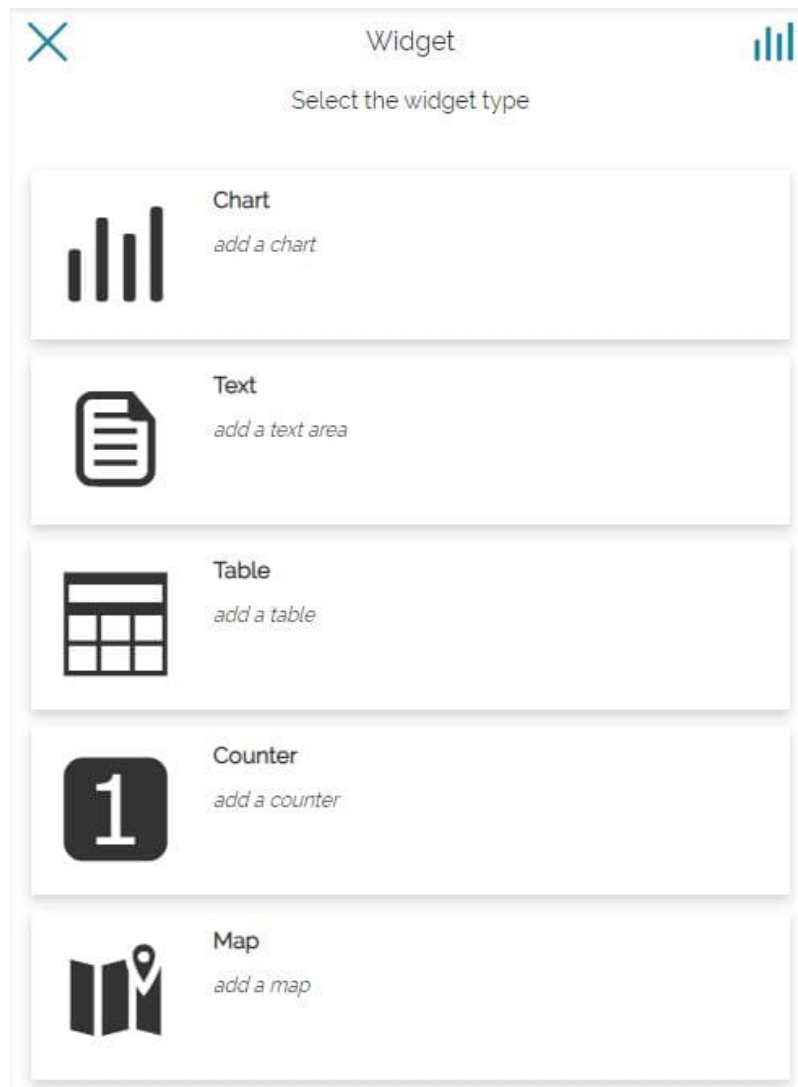 Widget
Select the widget type
Chart
add a chart
Text
add a text area
Table
add a table
1
Counter
add a counter
Map
add a map